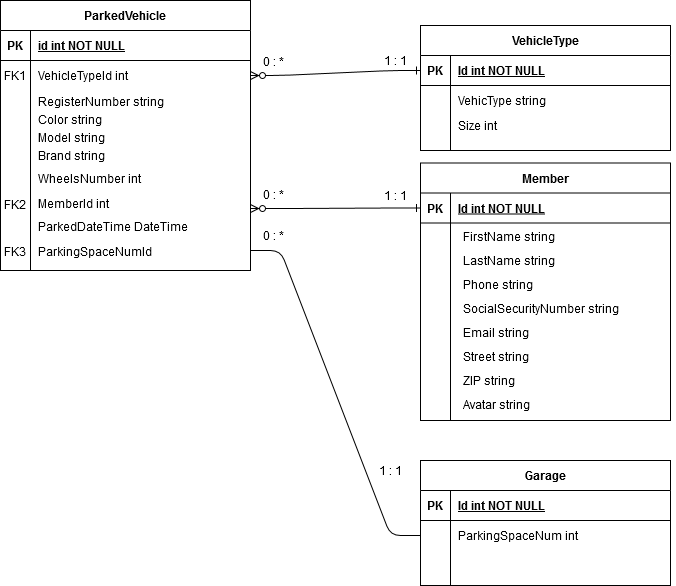 ParkedVehicle
PK id int NOT NULL
FK1 VehicleTypeId int
RegisterNumber string
Color string
Model string
Brand string
WheelsNumber int
FK2 MemberId int
ParkedDateTime DateTime
FK3 ParkingSpaceNumId
0 : *
1 : 1
VehicleType
PK Id int NOT NULL
VehicType string
Size int
0 : *
1 : 1
Member
PK Id int NOT NULL
FirstName string
LastName string
Phone string
SocialSecurityNumber string
Email string
Street string
ZIP string
Avatar string
0 : *
1 : 1
Garage
PK Id int NOT NULL
ParkingSpaceNum int